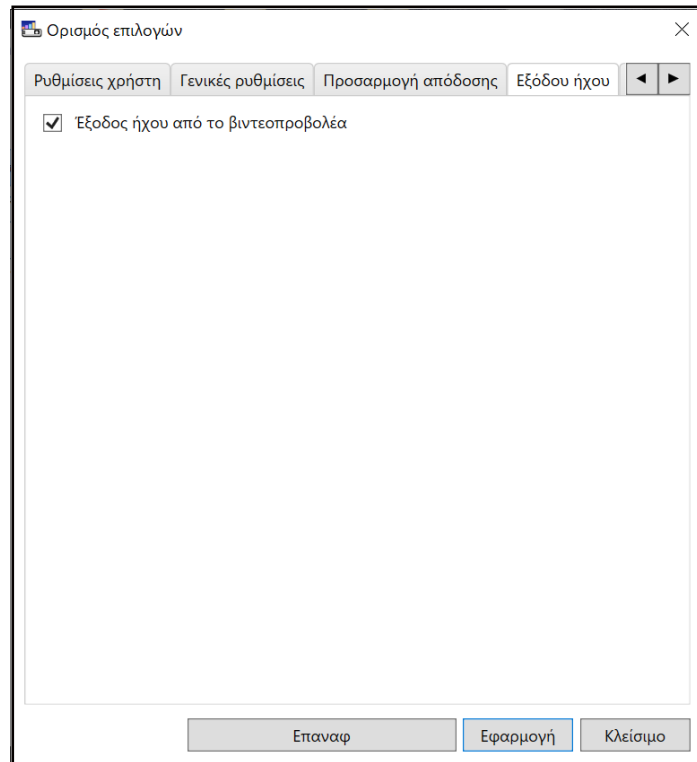 Ορισμός επιλογών
Ρυθμίσεις χρήστη Γενικές ρυθμίσεις Προσαρμογή απόδοσης Εξόδου ήχου
Έξοδος ήχου από το βιντεοπροβολέα
Επαναφ Εφαρμογή Κλείσιμο